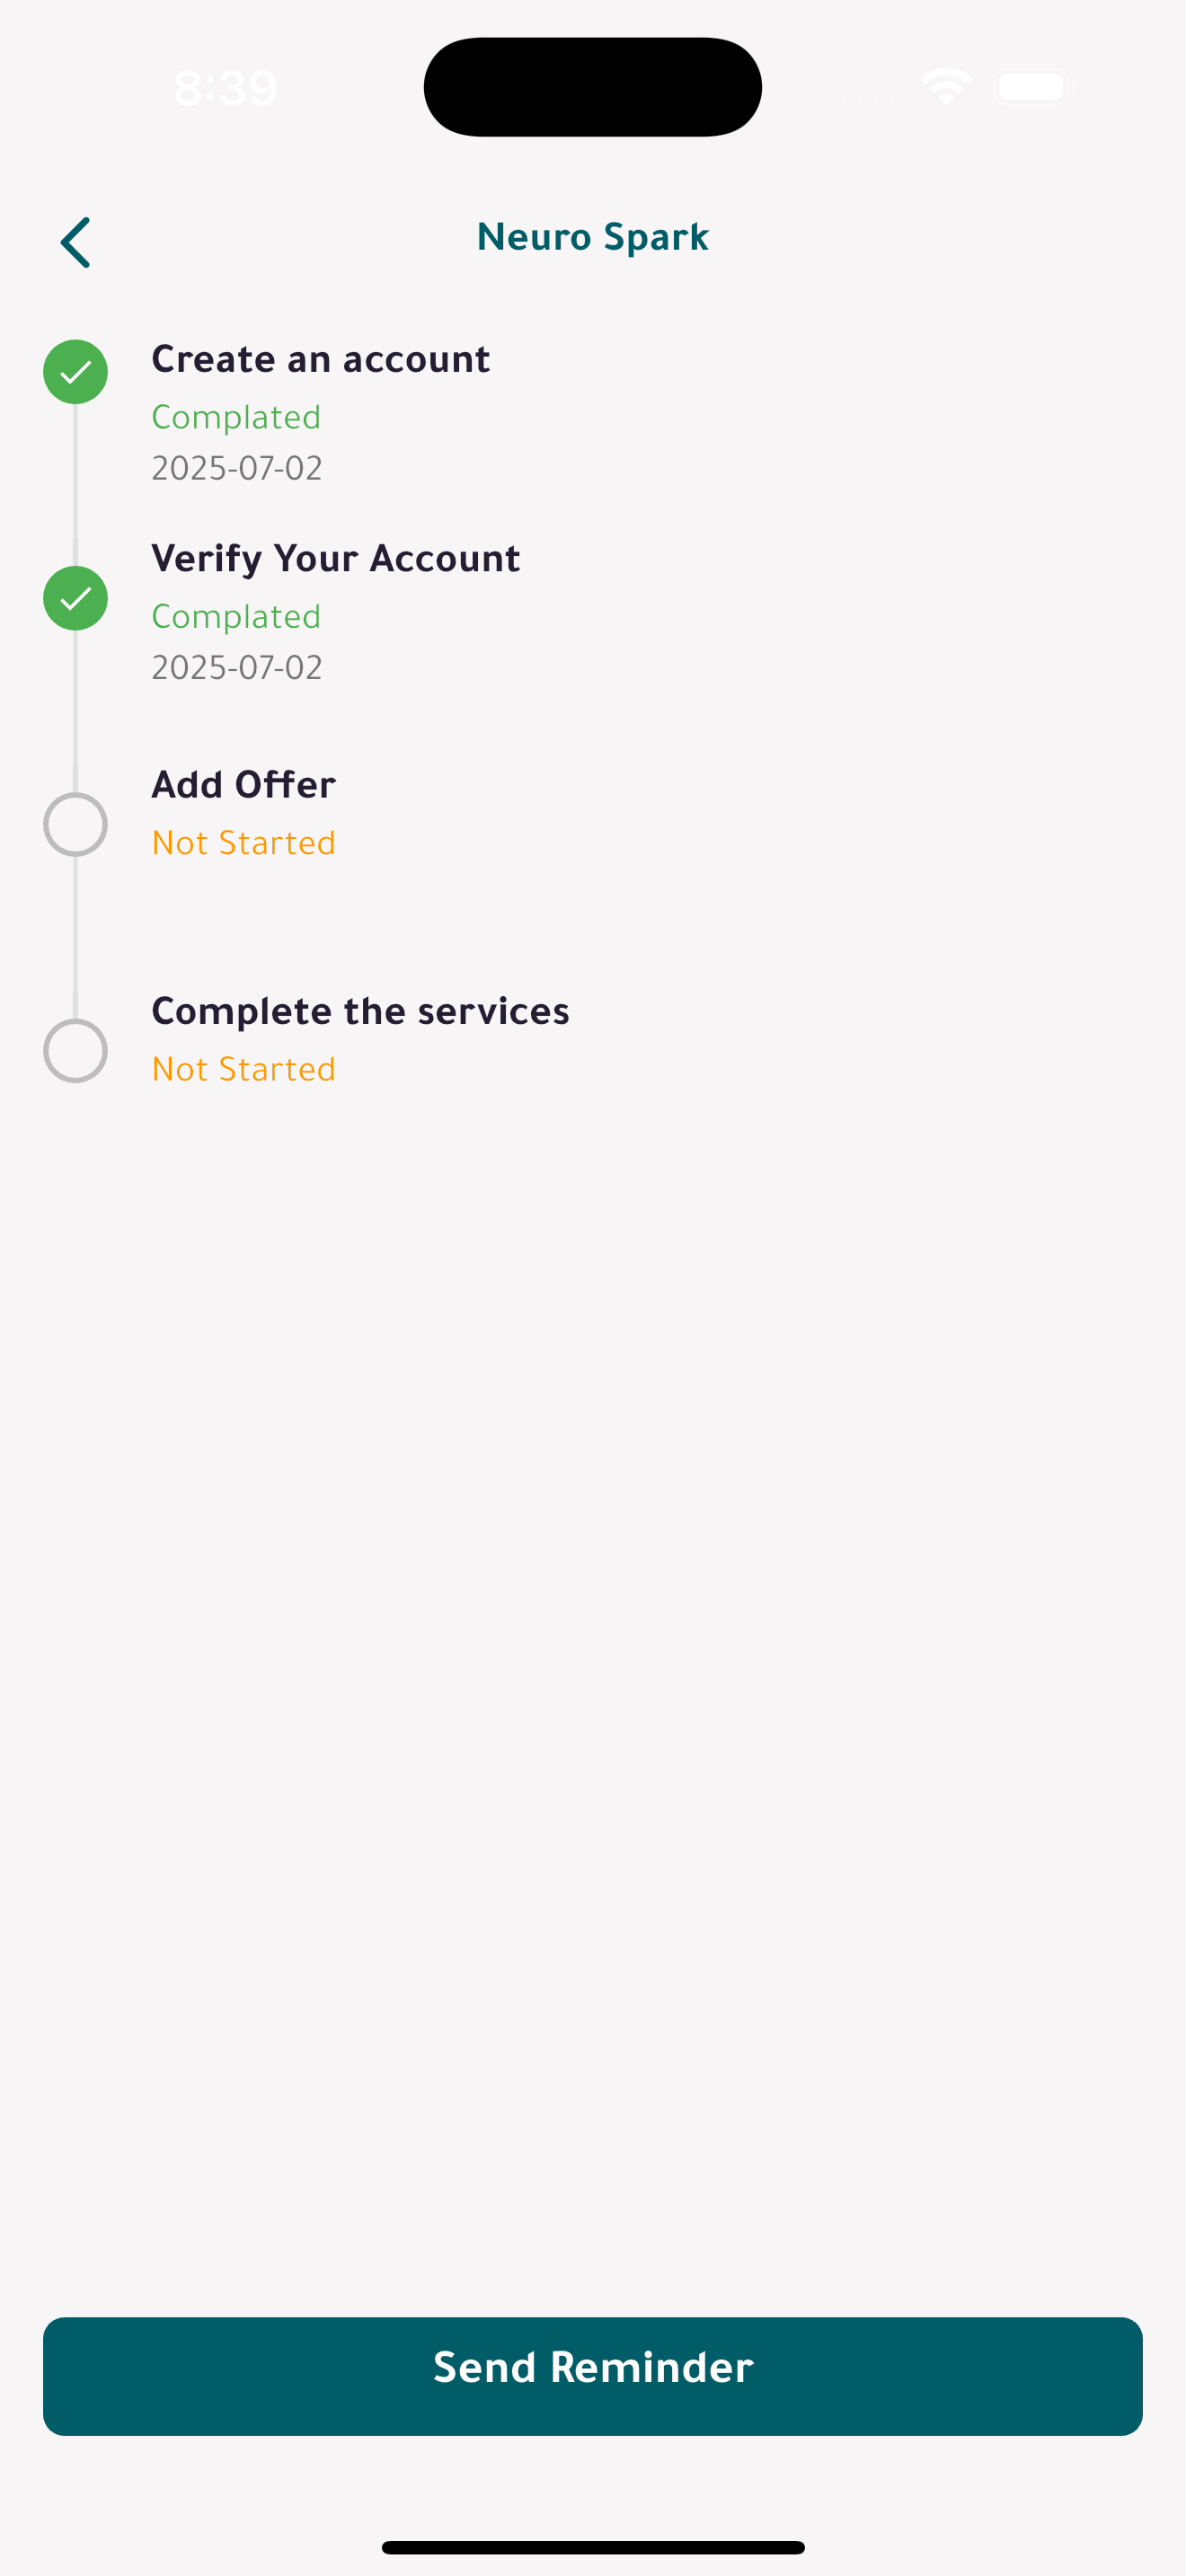 8:39
Neuro Spark
Create an account
Complated
2025-07-02
Verify Your Account
Complated
2025-07-02
Add Offer
Not Started
Complete the services
Not Started
Send Reminder